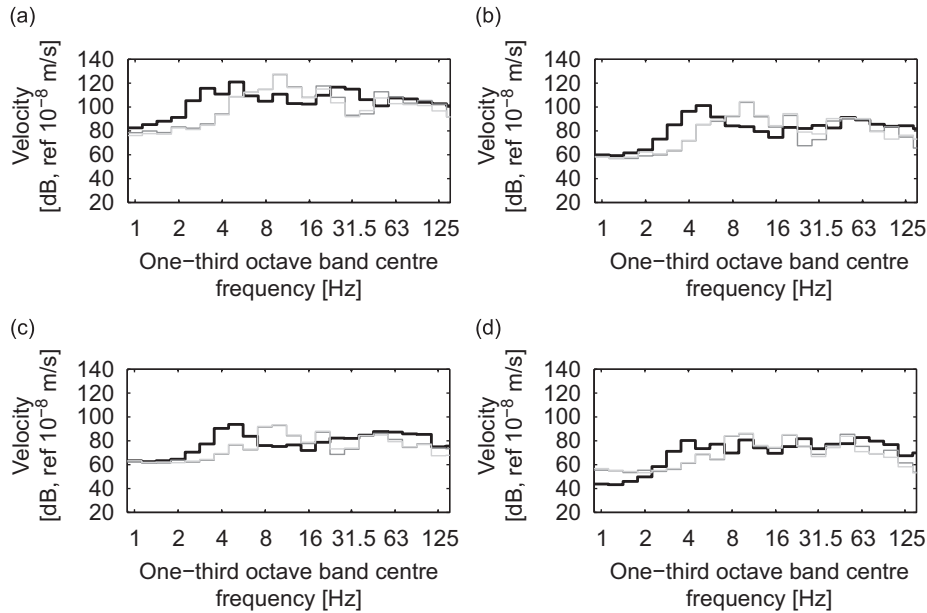 (a)
140
120
100
80
60
40
20
Velocity
[dB, ref 10⁻⁸ m/s]
1 2 4 8 16 31.5 63 125
One−third octave band centre
frequency [Hz]
(b)
140
120
100
80
60
40
20
Velocity
[dB, ref 10⁻⁸ m/s]
1 2 4 8 16 31.5 63 125
One−third octave band centre
frequency [Hz]
(c)
140
120
100
80
60
40
20
Velocity
[dB, ref 10⁻⁸ m/s]
1 2 4 8 16 31.5 63 125
One−third octave band centre
frequency [Hz]
(d)
140
120
100
80
60
40
20
Velocity
[dB, ref 10⁻⁸ m/s]
1 2 4 8 16 31.5 63 125
One−third octave band centre
frequency [Hz]